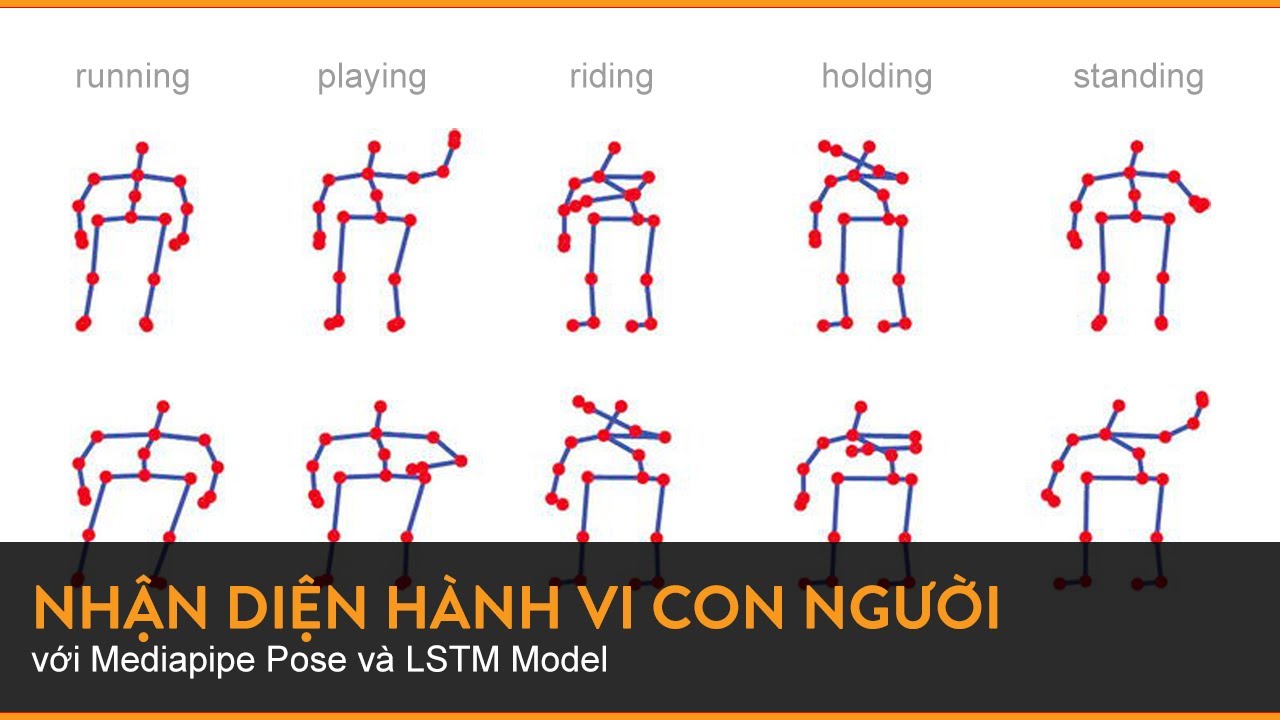 running playing riding holding standing
NHẬN DIỆN HÀNH VI CON NGƯỜI
với Mediapipe Pose và LSTM Model